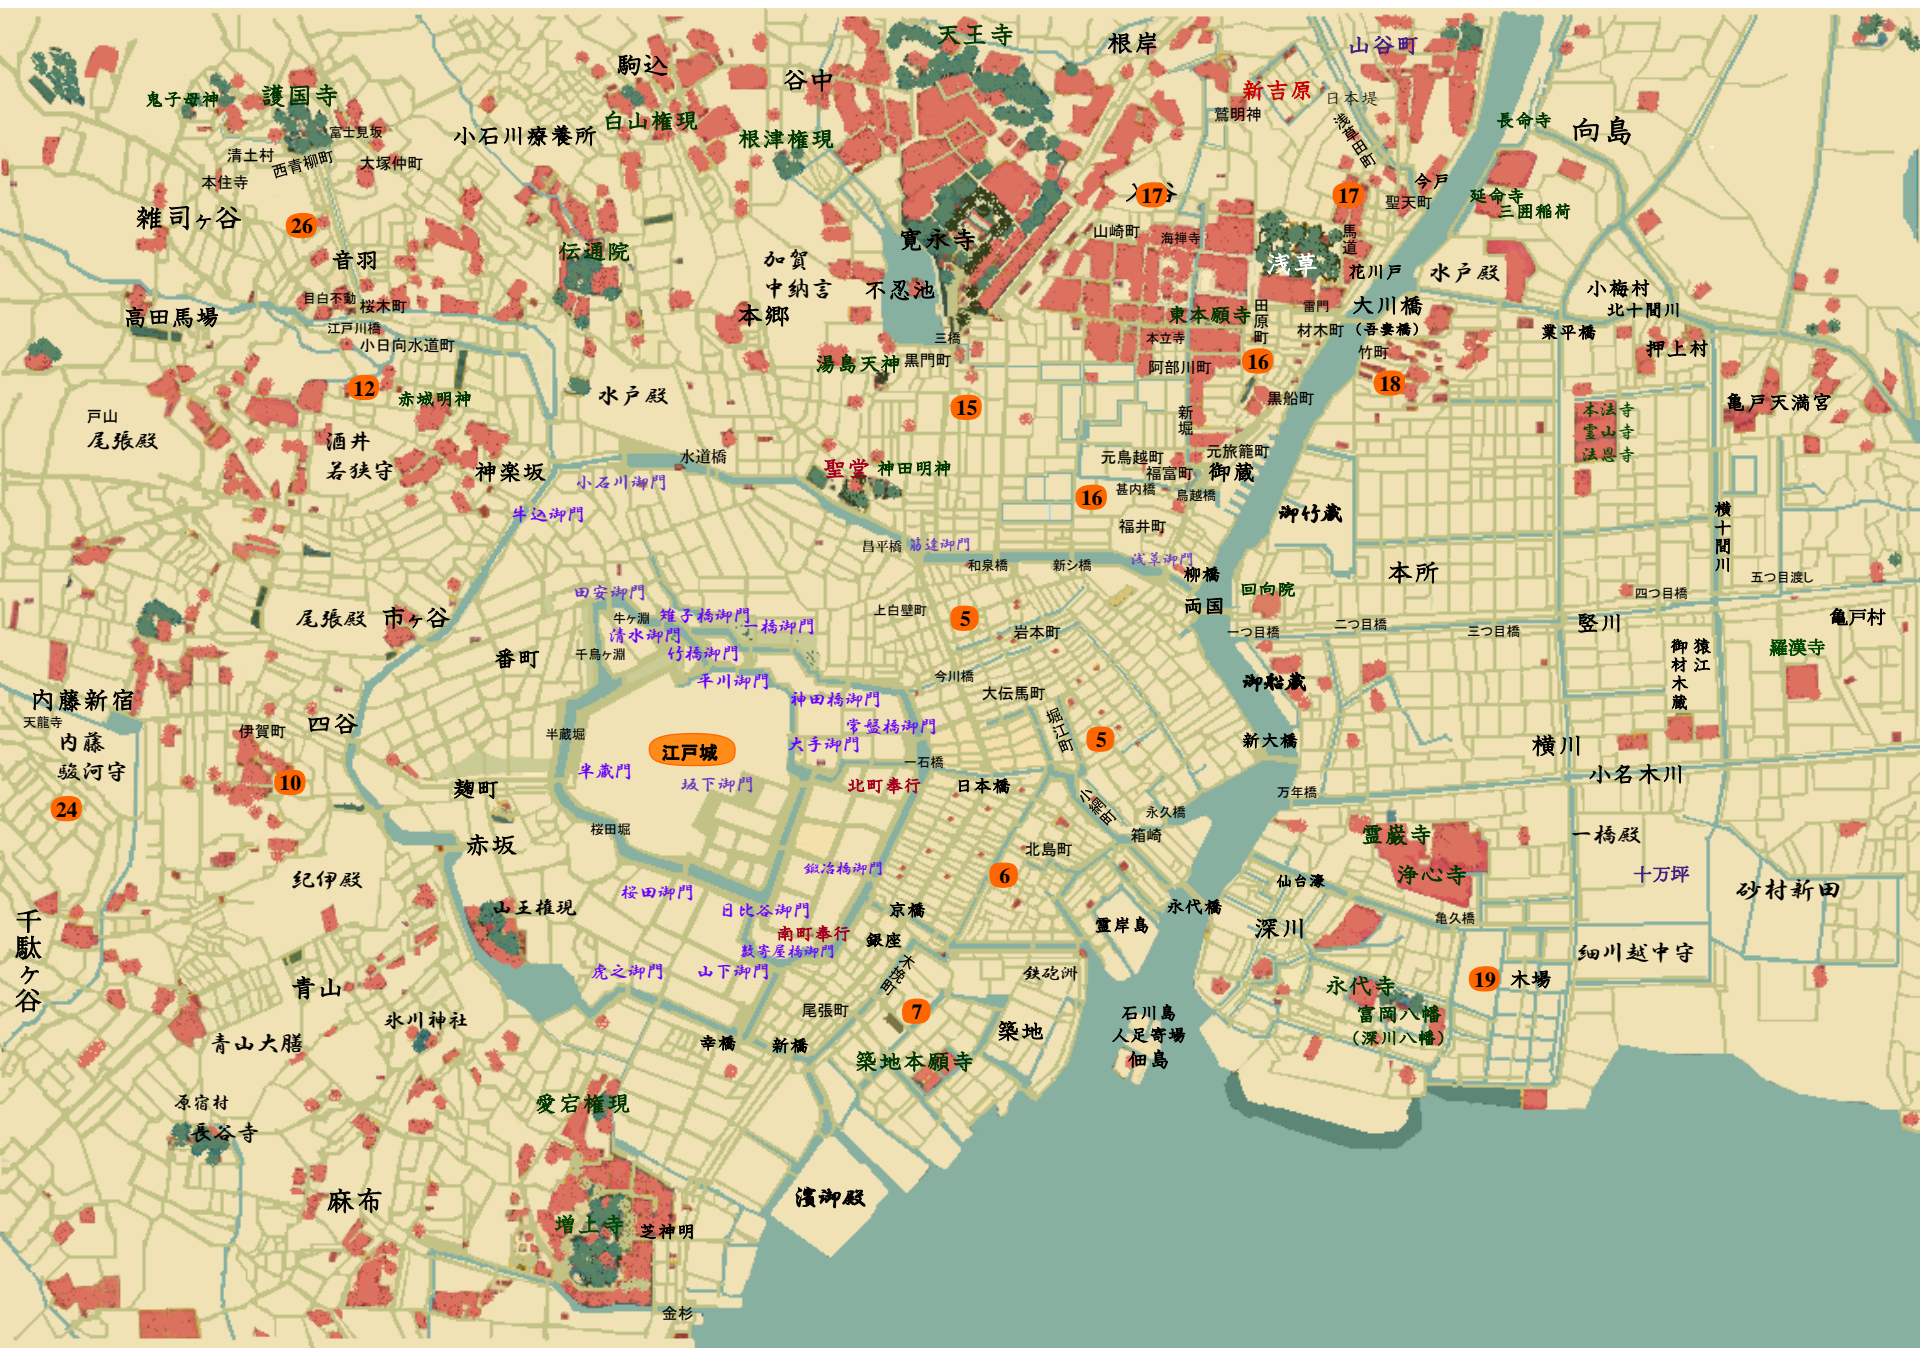 天王寺
根岸
山谷町
駒込
谷中
鬼子母神
護国寺
新吉原
日本堤
鷲明神
白山権現
富士見坂
小石川療養所
根津権現
浅草田町
長命寺
向島
清土村
西青柳町
大塚仲町
本住寺
今戸
聖天町
延命寺
三囲稲荷
17
17
雑司ヶ谷
26
音羽
伝通院
寛永寺
山崎町
海禅寺
馬道
浅草
花川戸
水戸殿
加賀
中納言
不忍池
本郷
目白不動
桜木町
高田馬場
江戸川橋
小日向水道町
三橋
東本願寺
田原町
雷門
大川橋
(吾妻橋)
材木町
小梅村
北十間川
業平橋
押上村
竹町
本立寺
湯島天神
黒門町
阿部川町
16
18
12
赤城明神
水戸殿
15
黒船町
新堀
本法寺
霊山寺
法恩寺
亀戸天満宮
戸山
尾張殿
酒井
若狭守
神楽坂
水道橋
聖堂
神田明神
元鳥越町
元旅籠町
福富町
御蔵
甚内橋
鳥越橋
小石川御門
牛込御門
16
福井町
御竹蔵
横十間川
昌平橋
筋違御門
和泉橋
新シ橋
浅草御門
柳橋
両国
本所
回向院
五つ目渡し
四つ目橋
田安御門
牛ヶ淵
雉子橋御門
一橋御門
清水御門
竹橋御門
千鳥ヶ淵
平川御門
上白壁町
5
岩本町
一つ目橋
二つ目橋
三つ目橋
竪川
亀戸村
羅漢寺
尾張殿
市ヶ谷
番町
今川橋
大伝馬町
堀江町
御船蔵
猿江
御材木蔵
内藤新宿
天龍寺
内藤
駿河守
24
四谷
伊賀町
10
半蔵堀
神田橋御門
常盤橋御門
大手御門
江戸城
半蔵門
坂下御門
5
一石橋
北町奉行
日本橋
新大橋
横川
小名木川
麹町
桜田堀
赤坂
小網町
永久橋
箱崎
万年橋
霊巌寺
浄心寺
一橋殿
十万坪
砂村新田
紀伊殿
山王権現
桜田御門
鍛冶橋御門
北島町
6
日比谷御門
南町奉行
数寄屋橋御門
京橋
銀座
木挽町
霊岸島
永代橋
仙台濠
深川
亀久橋
細川越中守
千駄ヶ谷
青山
虎之御門
山下御門
鉄砲洲
19
木場
永代寺
富岡八幡
(深川八幡)
氷川神社
青山大膳
尾張町
7
築地
石川島
人足寄場
佃島
幸橋
新橋
築地本願寺
原宿村
長谷寺
愛宕権現
麻布
濱御殿
増上寺
芝神明
金杉